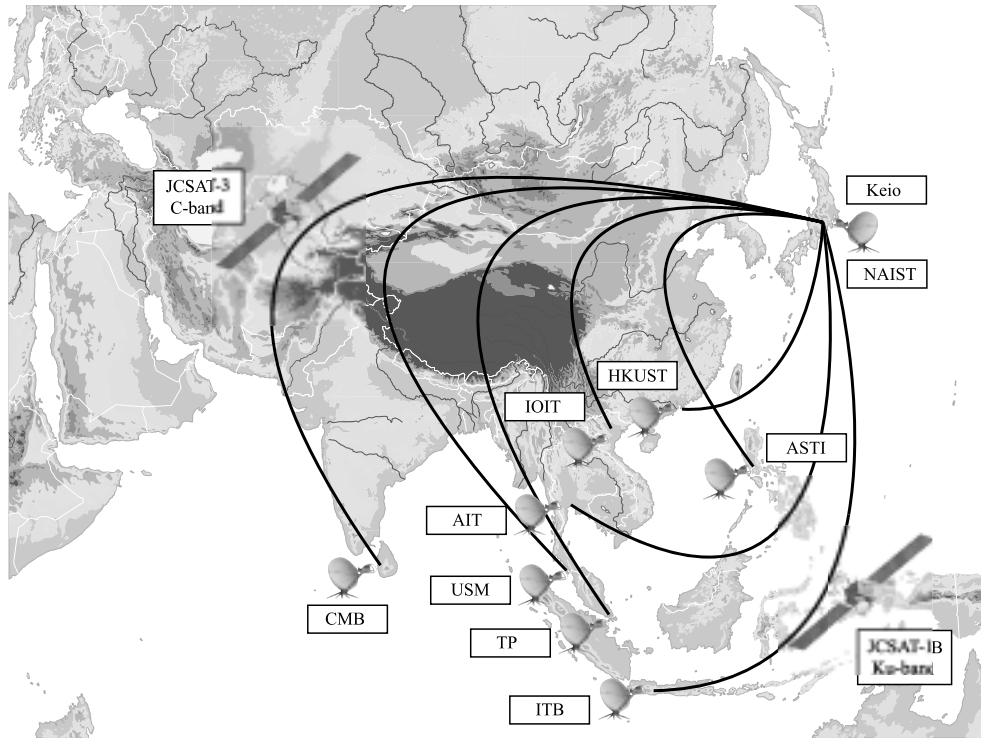 JCSAT-3
C-band
Keio
NAIST
HKUST
IOIT
ASTI
AIT
USM
CMB
TP
JCSAT-1B
Ku-band
ITB